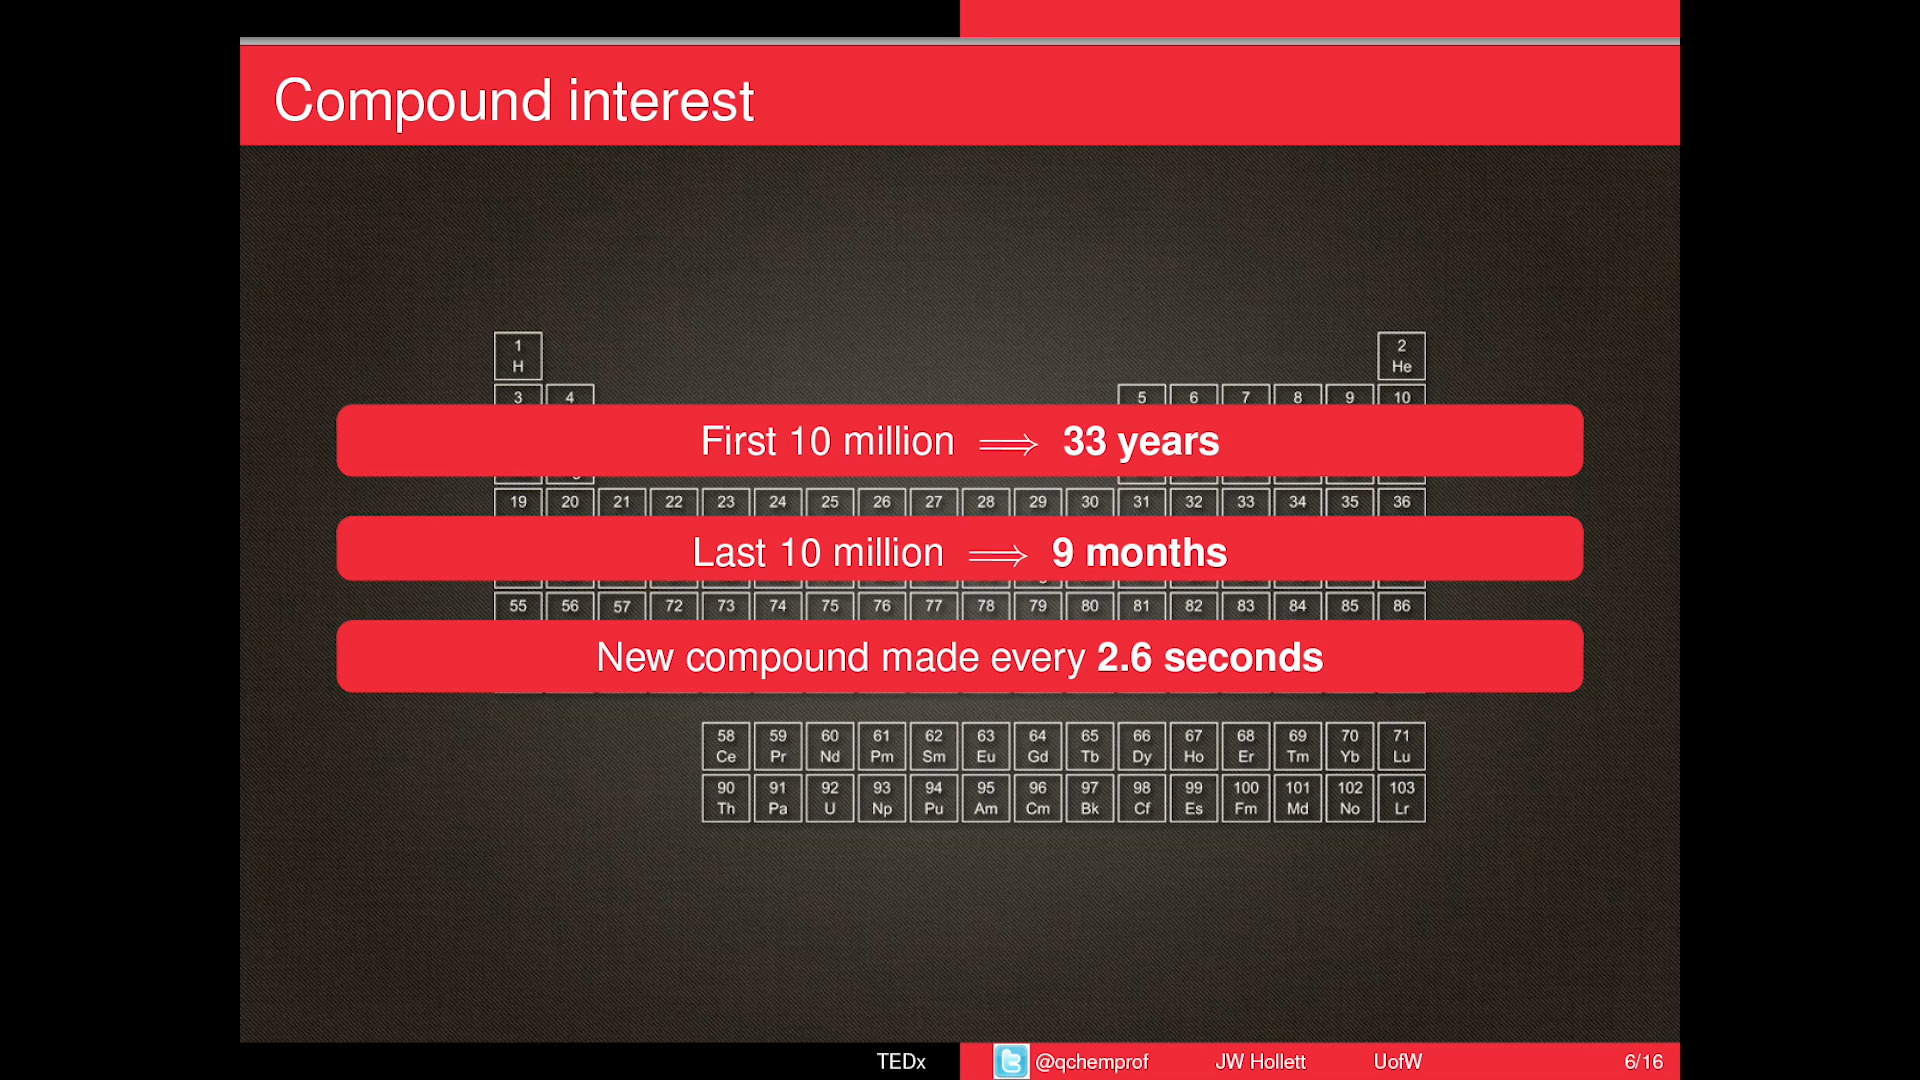 Compound interest
1 2
H He
3 4 5 6 7 8 9 10
First 10 million ⟹ 33 years
19 20 21 22 23 24 25 26 27 28 29 30 31 32 33 34 35 36
Last 10 million ⟹ 9 months
55 56 57 72 73 74 75 76 77 78 79 80 81 82 83 84 85 86
New compound made every 2.6 seconds
58 59 60 61 62 63 64 65 66 67 68 69 70 71
Ce Pr Nd Pm Sm Eu Gd Tb Dy Ho Er Tm Yb Lu
90 91 92 93 94 95 96 97 98 99 100 101 102 103
Th Pa U Np Pu Am Cm Bk Cf Es Fm Md No Lr
TEDx @qchemprof JW Hollett UofW 6/16